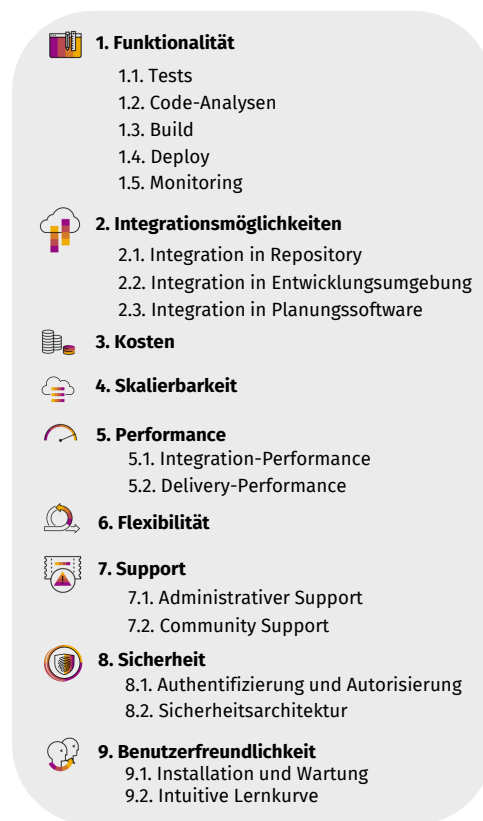 1. Funktionalität
1.1. Tests
1.2. Code-Analysen
1.3. Build
1.4. Deploy
1.5. Monitoring
2. Integrationsmöglichkeiten
2.1. Integration in Repository
2.2. Integration in Entwicklungsumgebung
2.3. Integration in Planungssoftware
3. Kosten
4. Skalierbarkeit
5. Performance
5.1. Integration-Performance
5.2. Delivery-Performance
6. Flexibilität
7. Support
7.1. Administrativer Support
7.2. Community Support
8. Sicherheit
8.1. Authentifizierung und Autorisierung
8.2. Sicherheitsarchitektur
9. Benutzerfreundlichkeit
9.1. Installation und Wartung
9.2. Intuitive Lernkurve